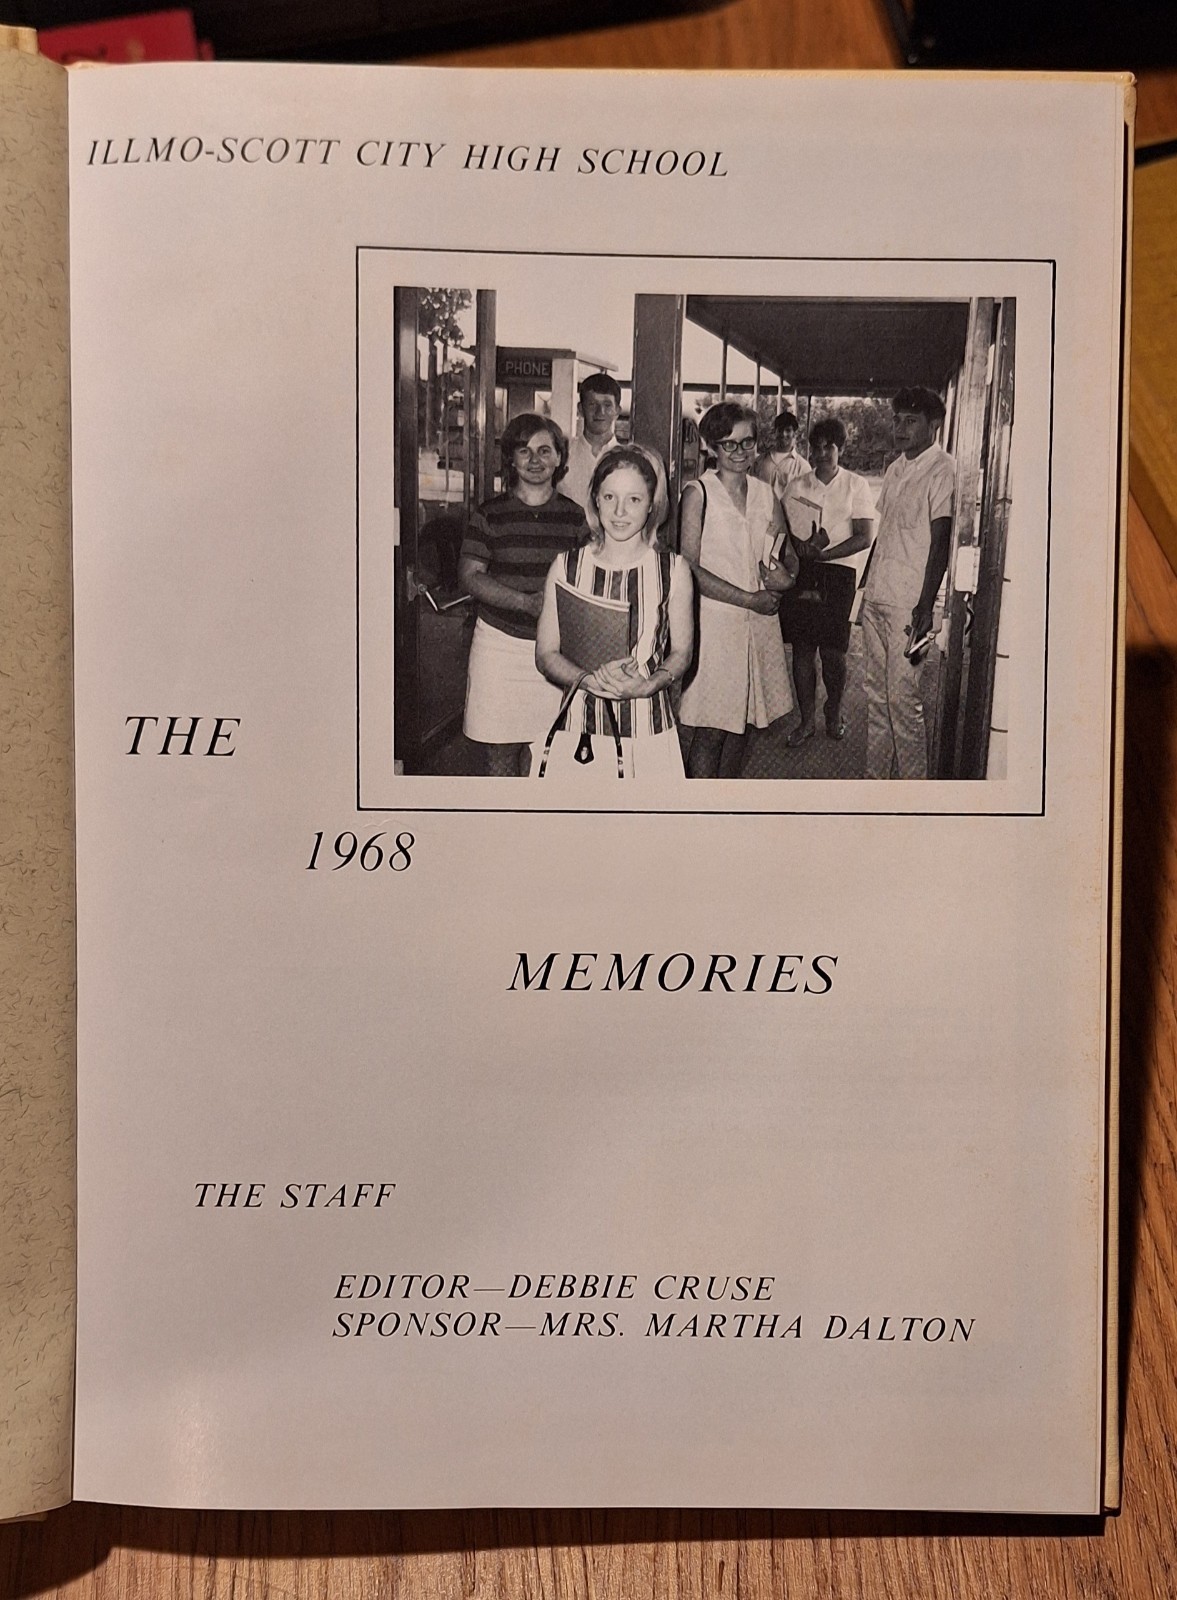 ILLMO-SCOTT CITY HIGH SCHOOL
PHONE
THE
1968
MEMORIES
THE STAFF
EDITOR—DEBBIE CRUSE
SPONSOR—MRS. MARTHA DALTON